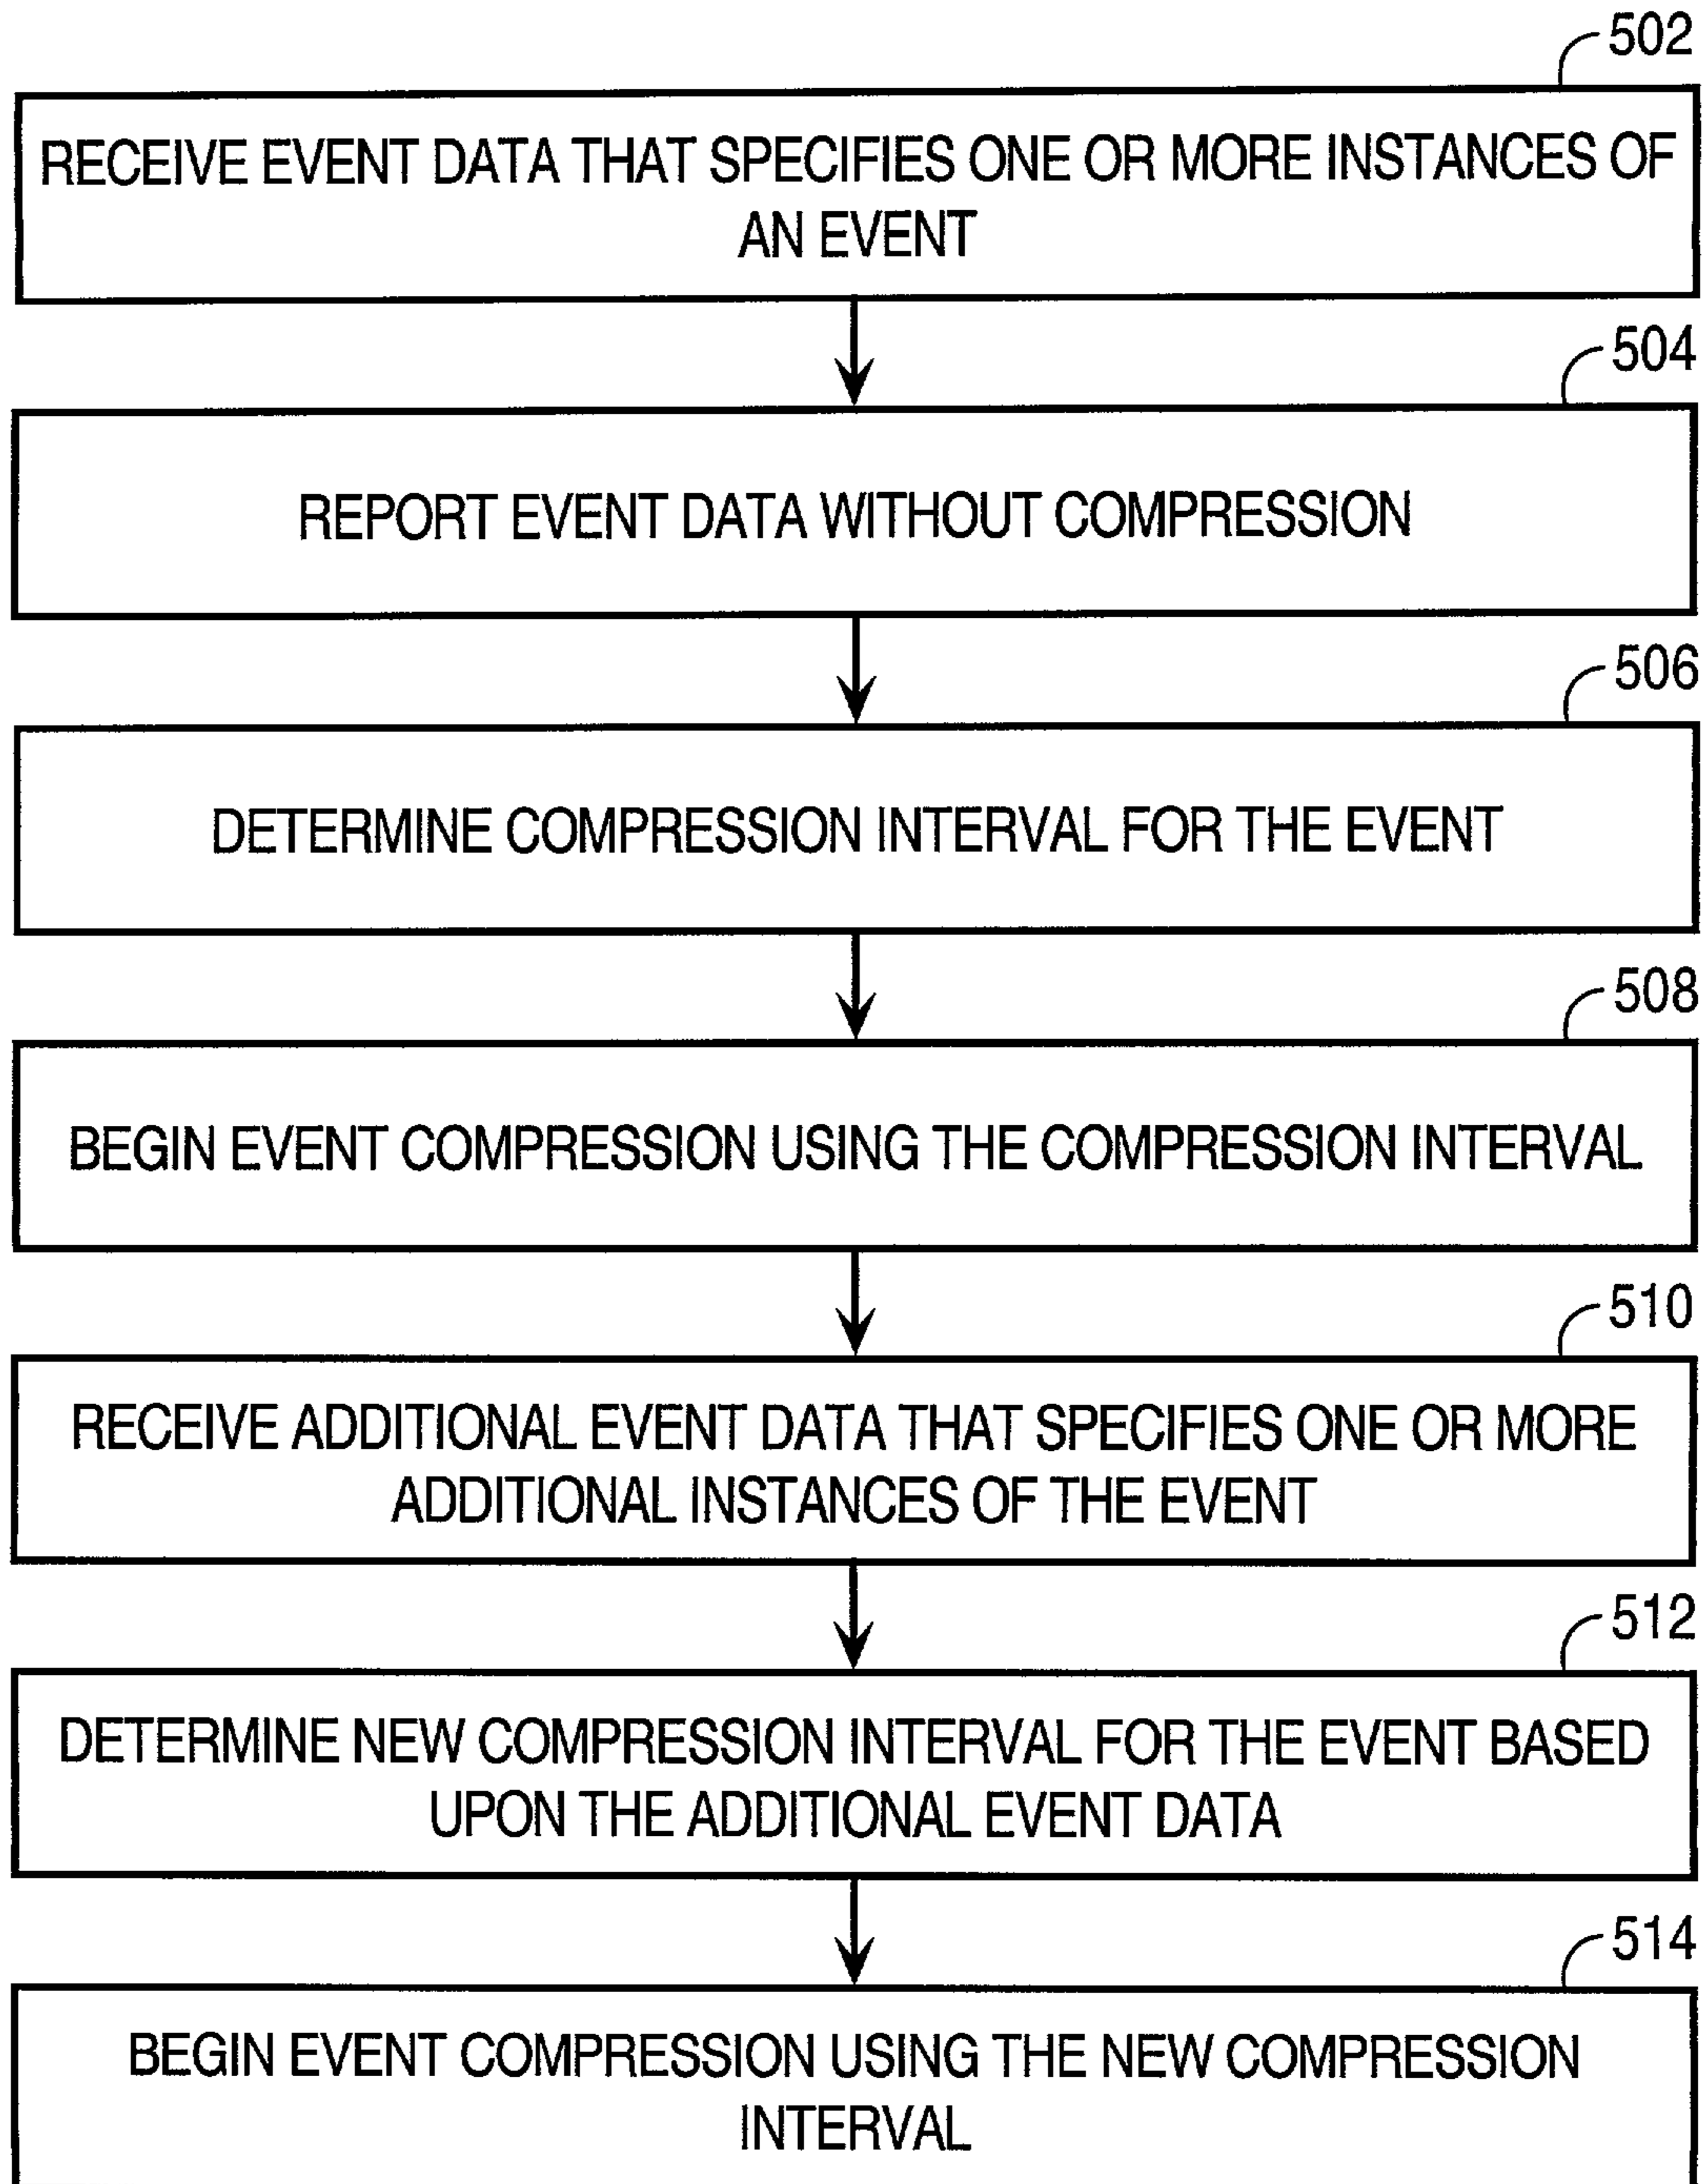 502
RECEIVE EVENT DATA THAT SPECIFIES ONE OR MORE INSTANCES OF
AN EVENT
504
REPORT EVENT DATA WITHOUT COMPRESSION
506
DETERMINE COMPRESSION INTERVAL FOR THE EVENT
508
BEGIN EVENT COMPRESSION USING THE COMPRESSION INTERVAL
510
RECEIVE ADDITIONAL EVENT DATA THAT SPECIFIES ONE OR MORE
ADDITIONAL INSTANCES OF THE EVENT
512
DETERMINE NEW COMPRESSION INTERVAL FOR THE EVENT BASED
UPON THE ADDITIONAL EVENT DATA
514
BEGIN EVENT COMPRESSION USING THE NEW COMPRESSION
INTERVAL